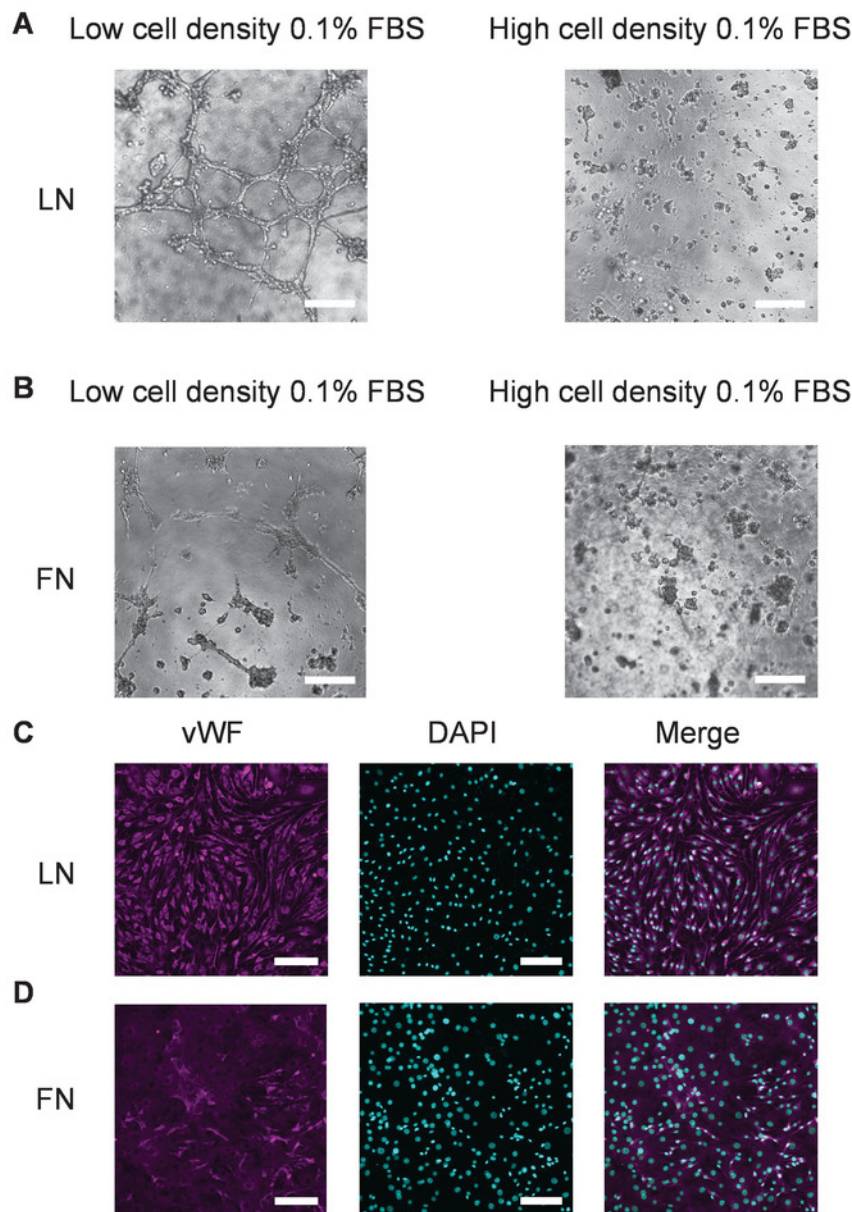 A
Low cell density 0.1% FBS
High cell density 0.1% FBS
LN
B
Low cell density 0.1% FBS
High cell density 0.1% FBS
FN
C
vWF
DAPI
Merge
LN
D
FN